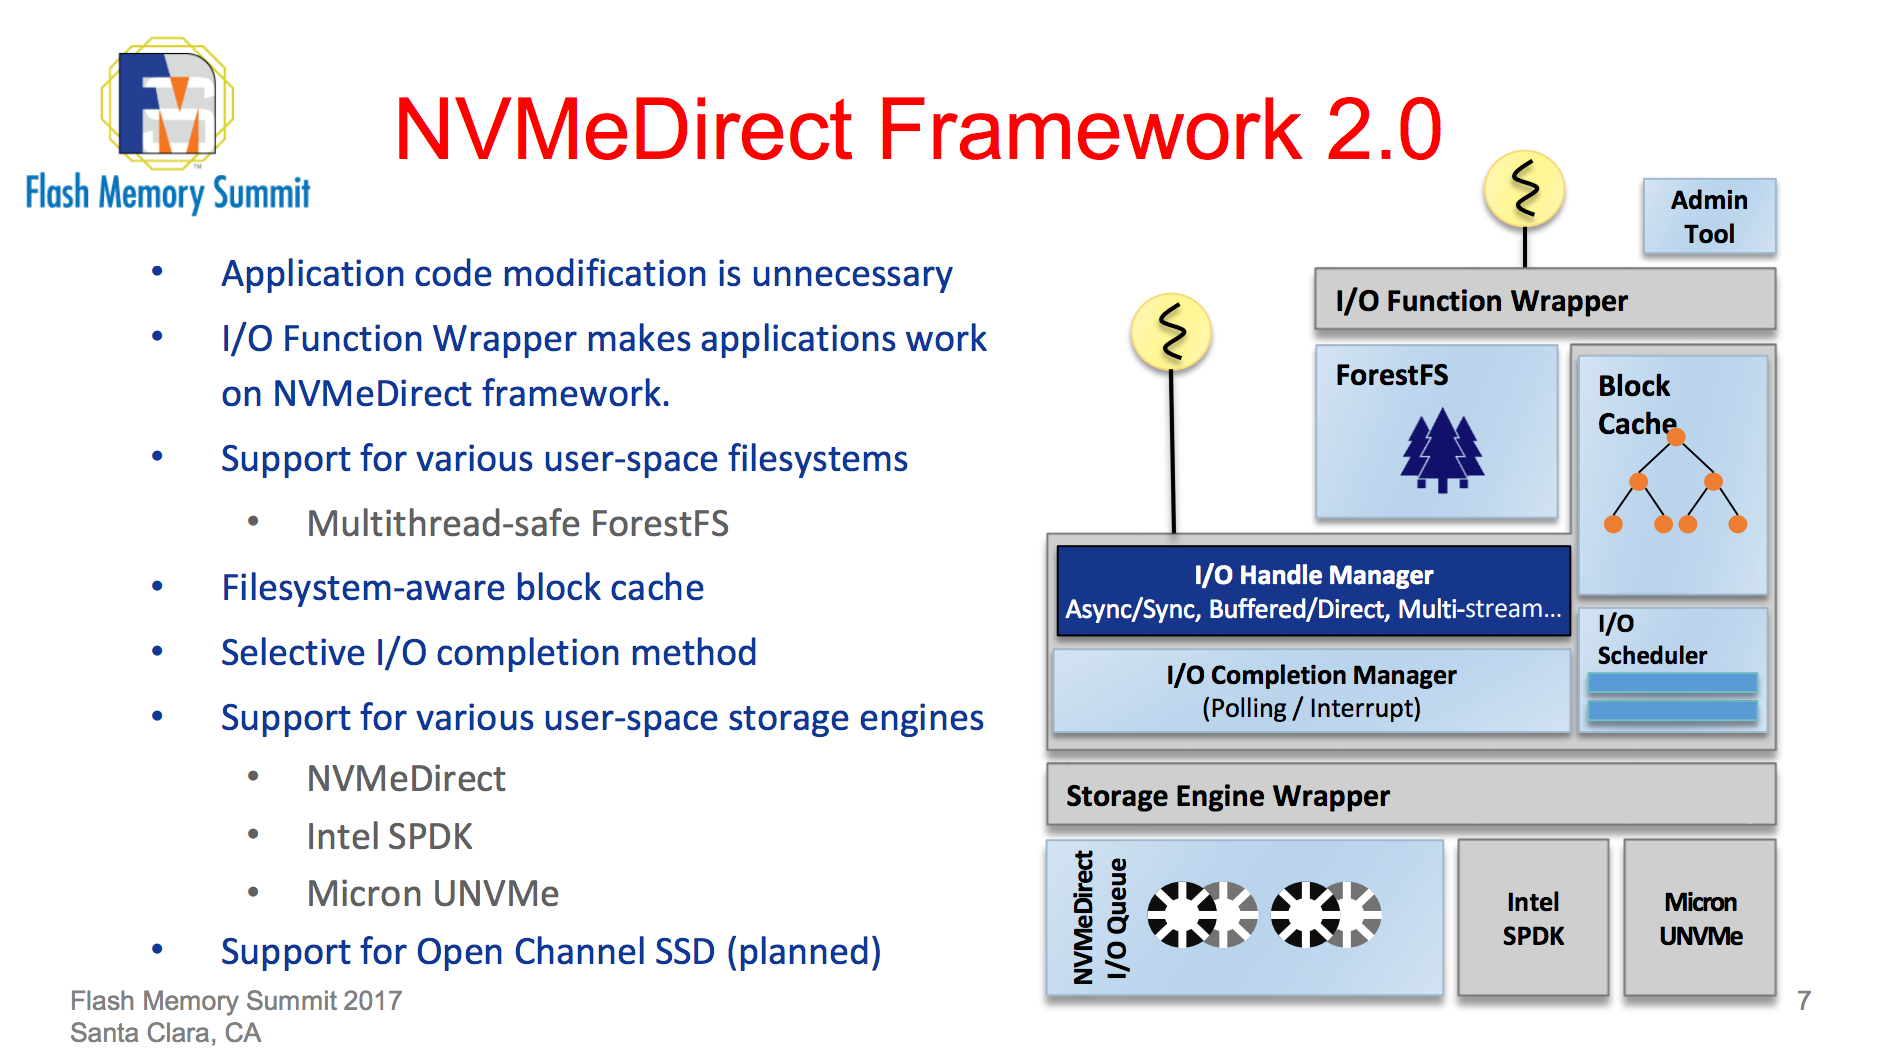 Flash Memory Summit
NVMeDirect Framework 2.0
• Application code modification is unnecessary
• I/O Function Wrapper makes applications work
on NVMeDirect framework.
• Support for various user-space filesystems
• Multithread-safe ForestFS
• Filesystem-aware block cache
• Selective I/O completion method
• Support for various user-space storage engines
• NVMeDirect
• Intel SPDK
• Micron UNVMe
• Support for Open Channel SSD (planned)
Admin
Tool
I/O Function Wrapper
ForestFS
Block
Cache
I/O Handle Manager
Async/Sync, Buffered/Direct, Multi-stream...
I/O Completion Manager
(Polling / Interrupt)
I/O
Scheduler
Storage Engine Wrapper
NVMeDirect
I/O Queue
Intel
SPDK
Micron
UNVMe
Flash Memory Summit 2017
Santa Clara, CA
7